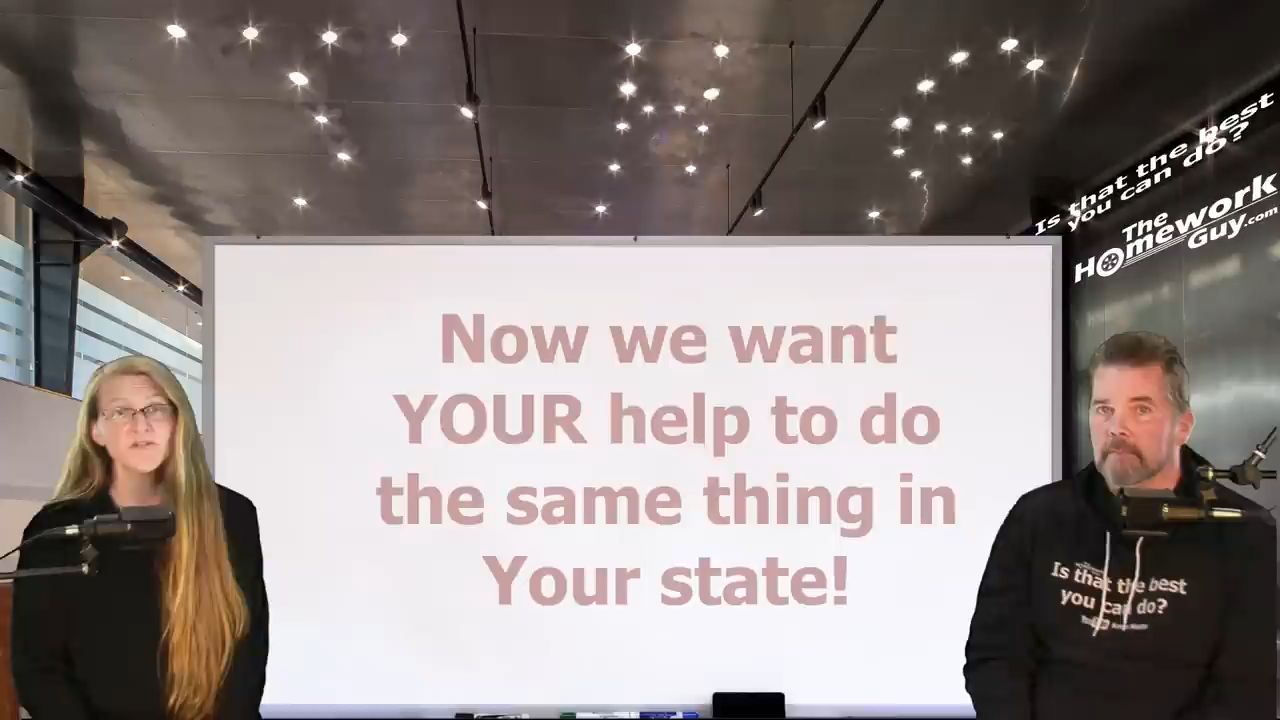 Is that the best
you can do?
The
Homework
Guy.com
Now we want
YOUR help to do
the same thing in
Your state!
Is that the best
you can do?